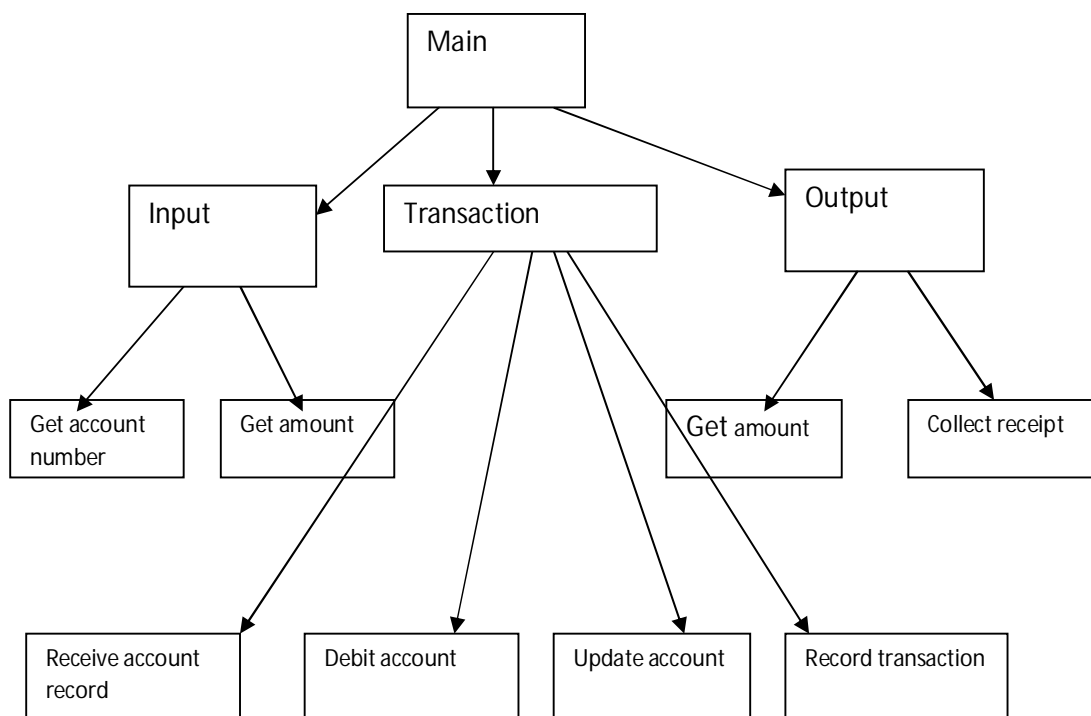 Main
Input
Transaction
Output
Get account
number
Get amount
Get amount
Collect receipt
Receive account
record
Debit account
Update account
Record transaction